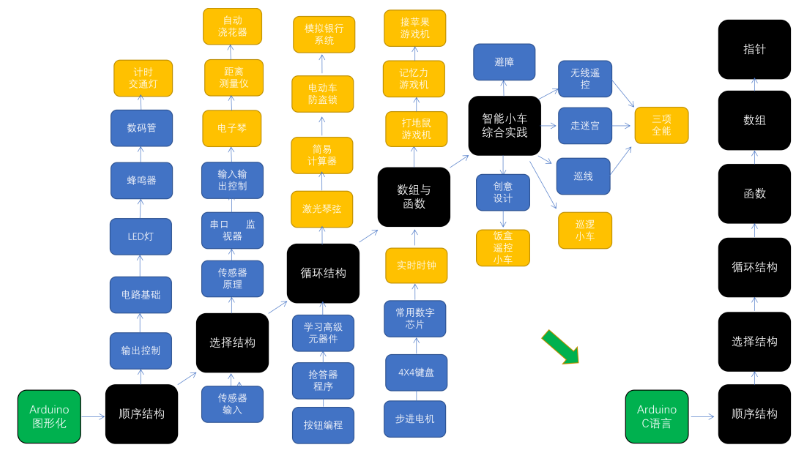 自动
浇花器
模拟银行
系统
接苹果
游戏机
计时
交通灯
距离
测量仪
电动车
防盗锁
记忆力
游戏机
避障
无线遥
控
指针
数码管
电子琴
简易
计算器
打地鼠
游戏机
智能小车
综合实践
走迷宫
三项
全能
数组
蜂鸣器
输入输
出控制
激光琴弦
数组与
函数
创意
设计
巡线
函数
LED灯
串口 监
视器
实时时钟
饭盒
遥控
小车
巡逻
小车
循环结构
电路基础
传感器
原理
循环结构
常用数字
芯片
输出控制
选择结构
学习高级
元器件
4X4键盘
选择结构
抢答器
程序
Arduino
图形化
顺序结构
传感器
输入
按钮编程
步进电机
Arduino
C语言
顺序结构